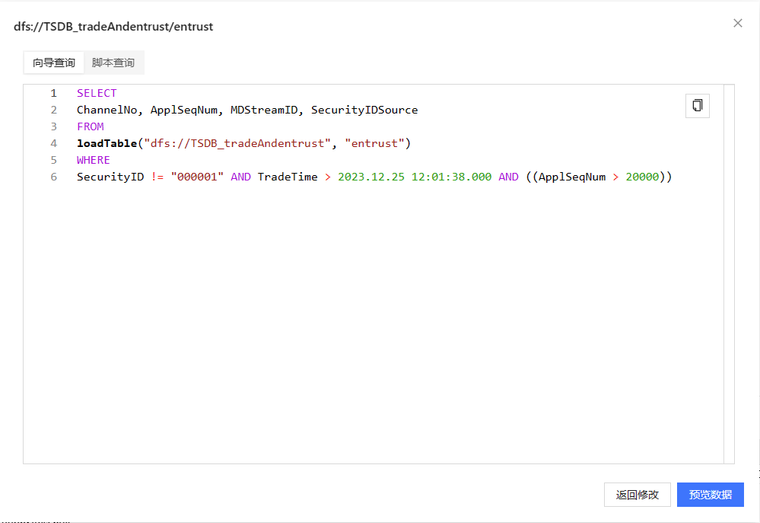 dfs://TSDB_tradeAndentrust/entrust
向导查询 脚本查询
1 SELECT
2 ChannelNo, ApplSeqNum, MDStreamID, SecurityIDSource
3 FROM
4 loadTable("dfs://TSDB_tradeAndentrust", "entrust")
5 WHERE
6 SecurityID != "000001" AND TradeTime > 2023.12.25 12:01:38.000 AND ((ApplSeqNum > 20000))
返回修改 预览数据